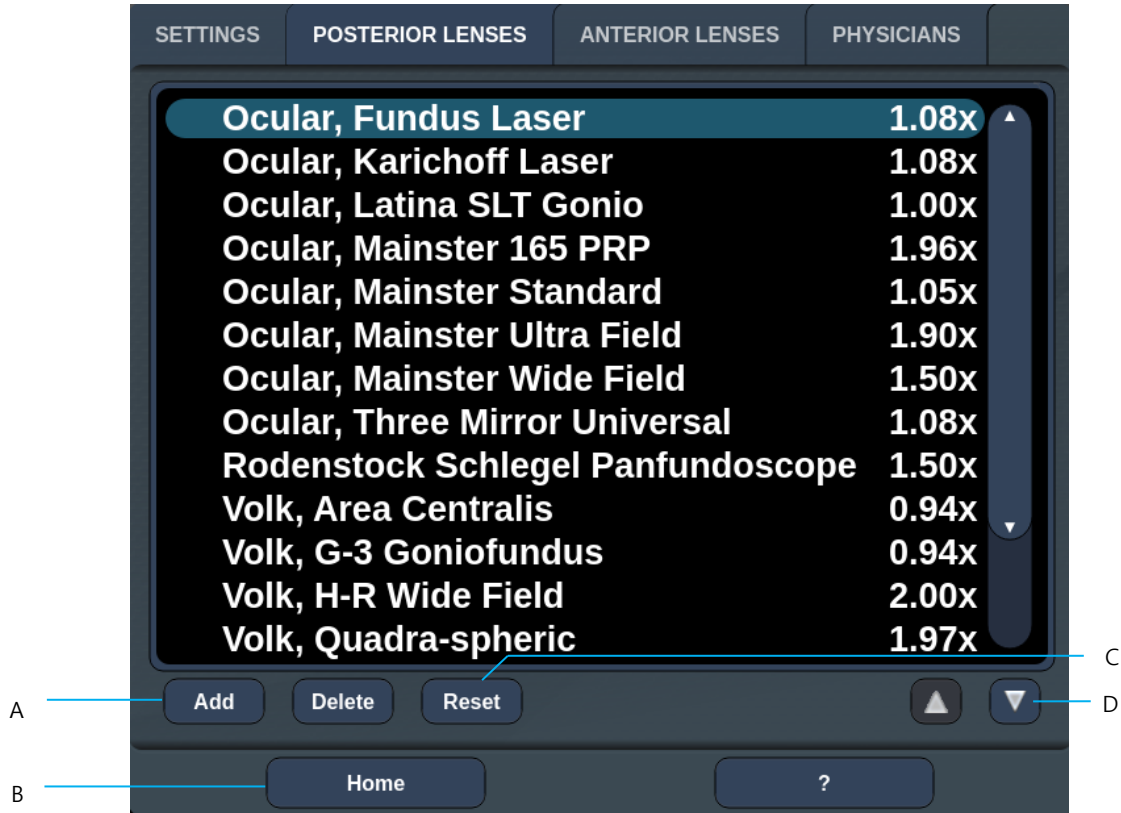 SETTINGS POSTERIOR LENSES ANTERIOR LENSES PHYSICIANS
Ocular, Fundus Laser 1.08x
Ocular, Karichoff Laser 1.08x
Ocular, Latina SLT Gonio 1.00x
Ocular, Mainster 165 PRP 1.96x
Ocular, Mainster Standard 1.05x
Ocular, Mainster Ultra Field 1.90x
Ocular, Mainster Wide Field 1.50x
Ocular, Three Mirror Universal 1.08x
Rodenstock Schlegel Panfundoscope 1.50x
Volk, Area Centralis 0.94x
Volk, G-3 Goniofundus 0.94x
Volk, H-R Wide Field 2.00x
Volk, Quadra-spheric 1.97x
C
A Add Delete Reset D
B Home ?